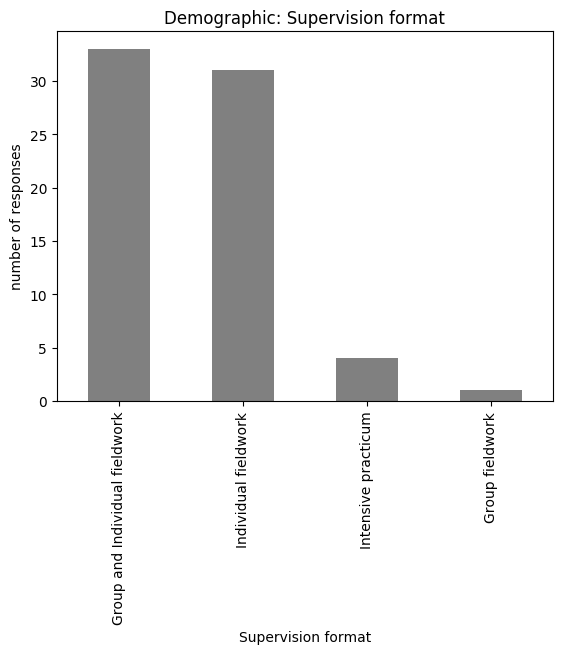 Demographic: Supervision format
number of responses
30
25
20
15
10
5
0
Group and Individual fieldwork
Individual fieldwork
Intensive practicum
Group fieldwork
Supervision format